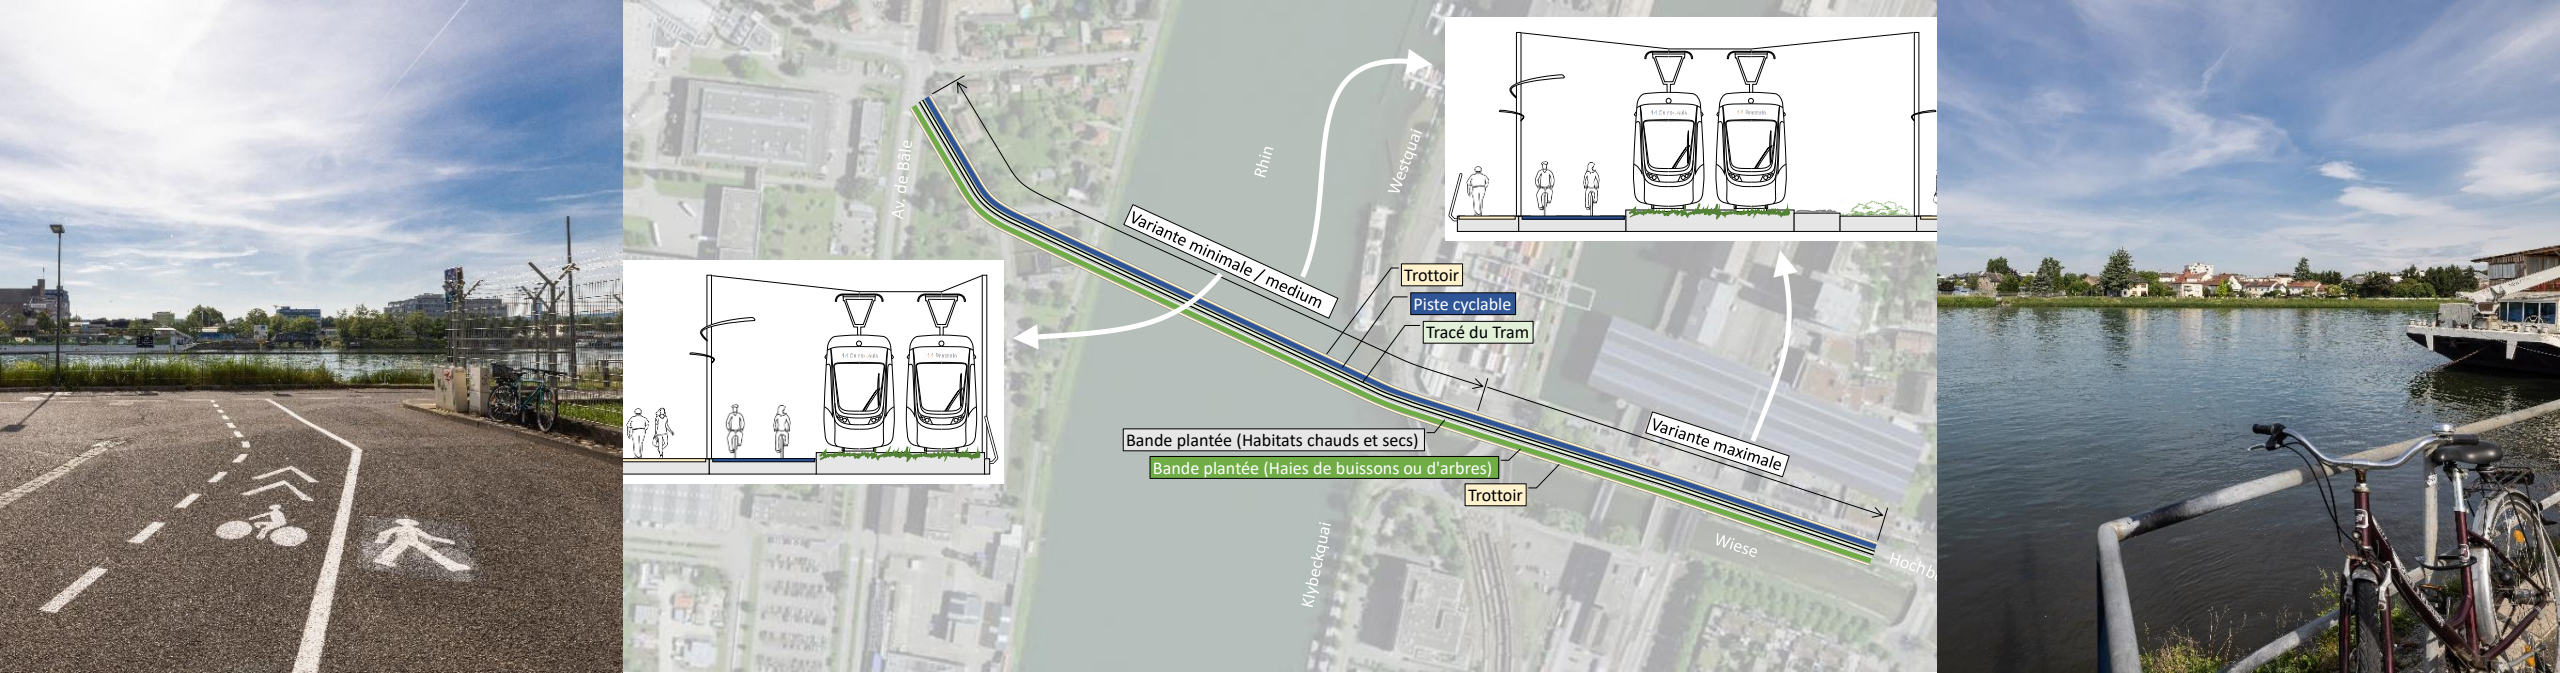 Av. de Bâle
Rhin
Westquai
Variante minimale / medium
Trottoir
Piste cyclable
Tracé du Tram
Bande plantée (Habitats chauds et secs)
Bande plantée (Haies de buissons ou d'arbres)
Trottoir
Variante maximale
Wiese
Klybeckquai